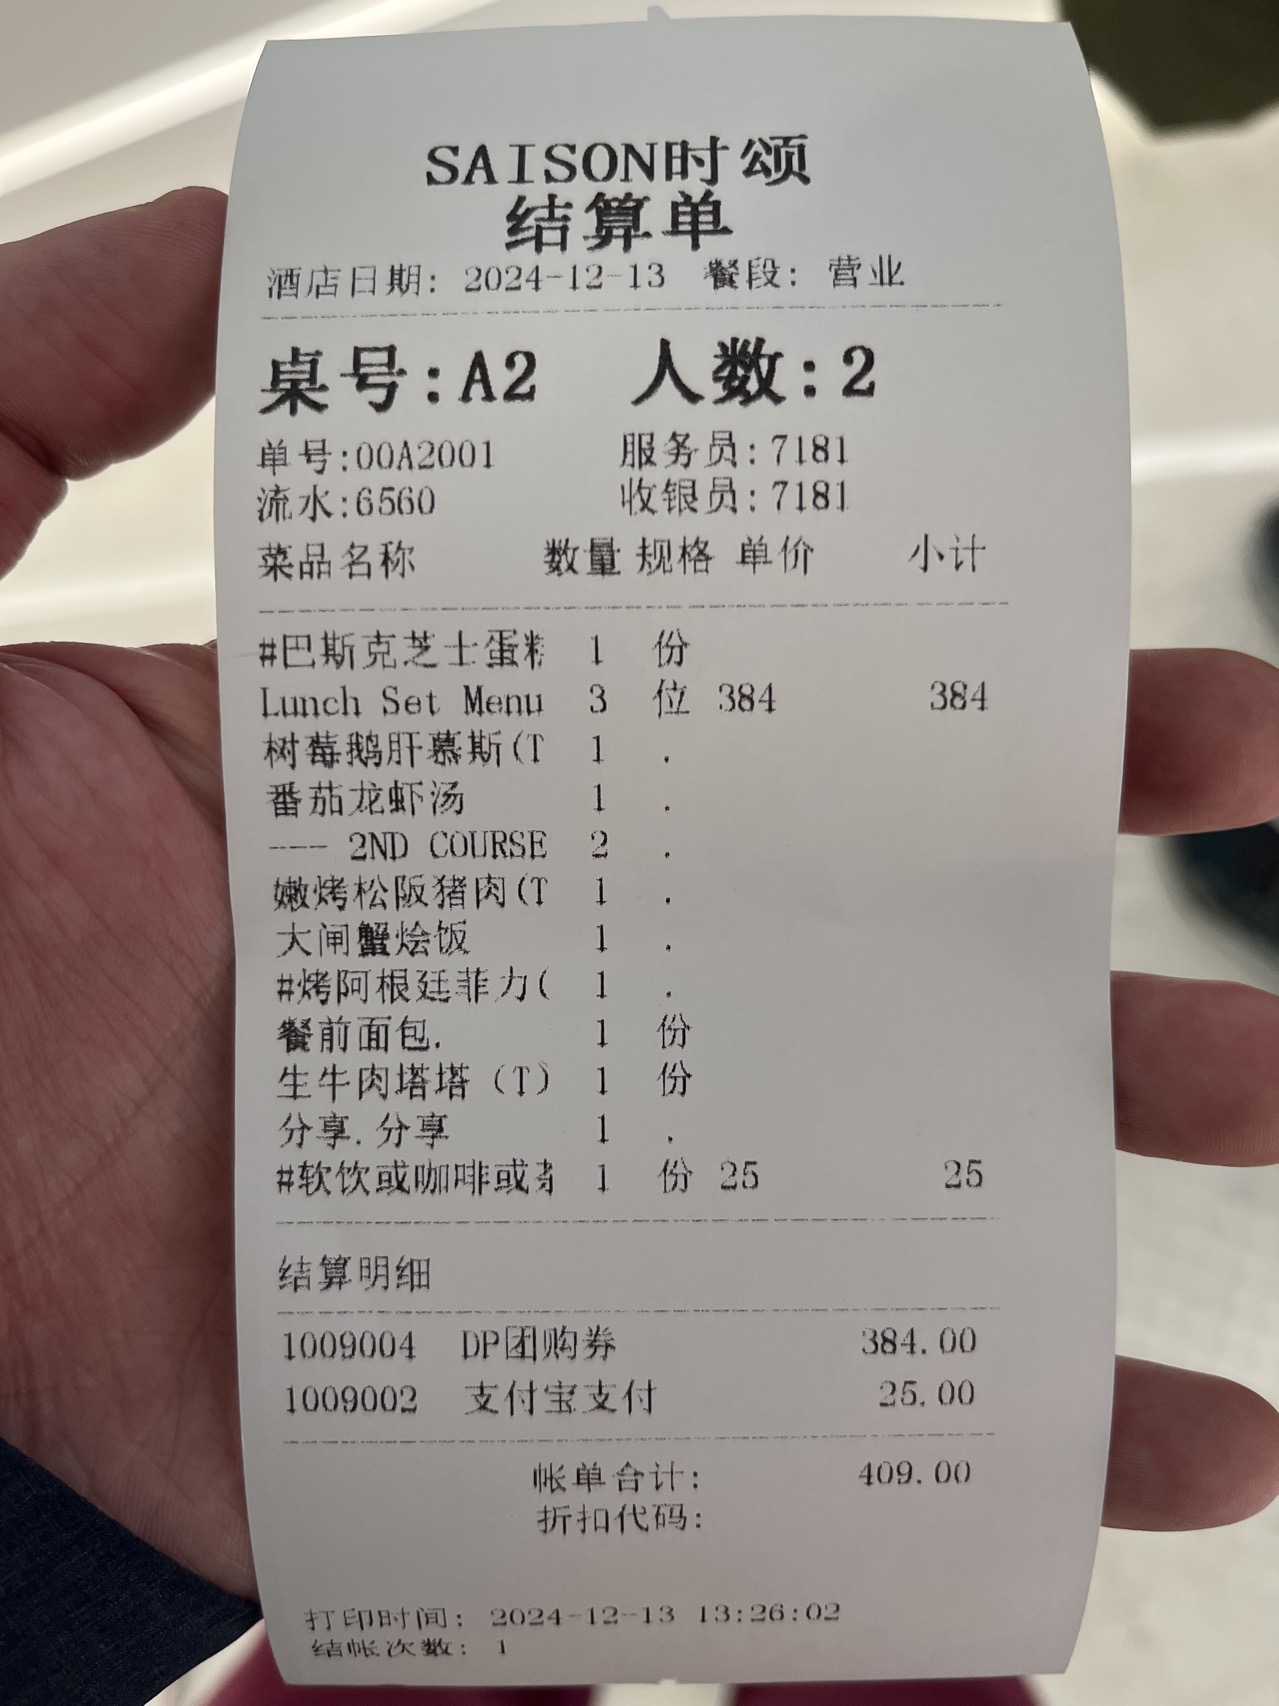 SAISON时颂
结算单
酒店日期: 2024-12-13 餐段: 营业
桌号:A2 人数:2
单号:00A2001 服务员:7181
流水:6560 收银员:7181
菜品名称 数量 规格 单价 小计
#巴斯克芝士蛋 1 份
Lunch Set Menu 3 位 384 384
树莓鹅肝慕斯(T 1 .
番茄龙虾汤 1 .
--- 2ND COURSE 2 .
嫩烤松阪猪肉(T 1 .
大闸蟹烩饭 1 .
#烤阿根廷菲力( 1 .
餐前面包. 1 份
生牛肉塔塔 (T) 1 份
分享.分享 1 .
#软饮或咖啡或 1 份 25 25
结算明细
1009004 DP团购券 384.00
1009002 支付宝支付 25.00
帐单合计: 409.00
折扣代码:
打印时间: 2024-12-13 13:26:02
结帐次数: 1